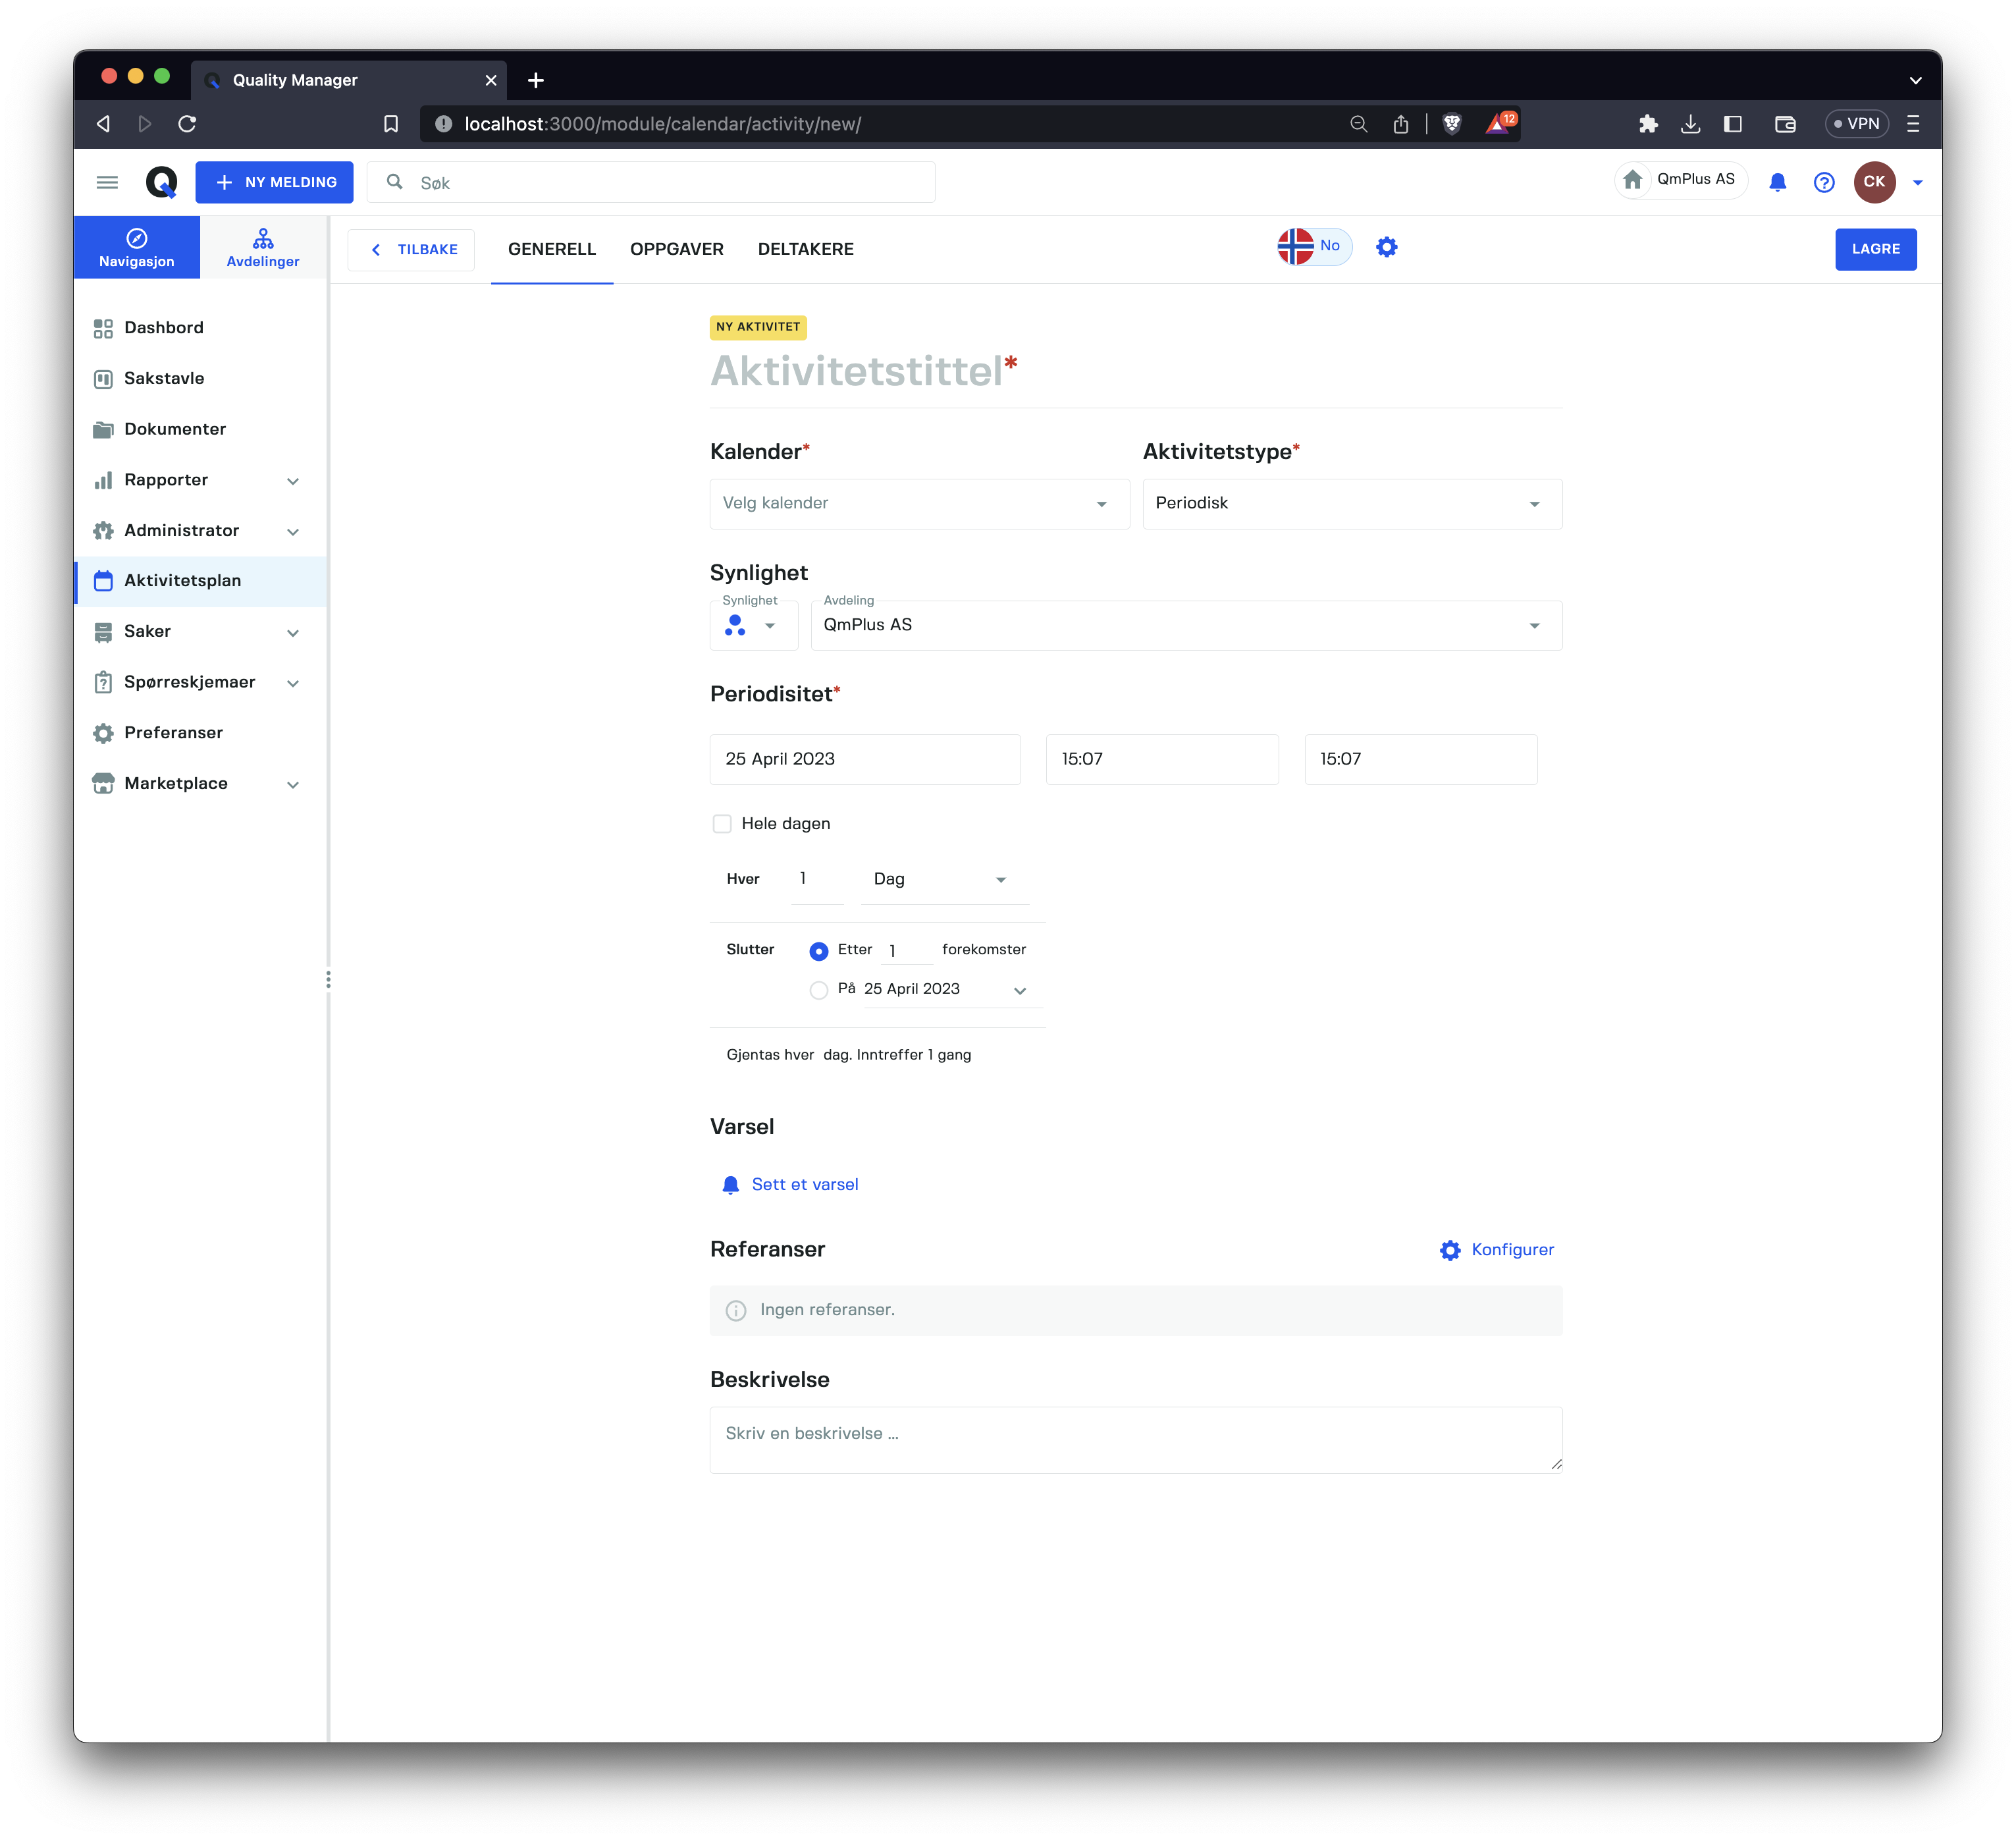 Quality Manager
localhost:3000/module/calendar/activity/new/
12
VPN
NY MELDING
Søk
QmPlus AS
CK
Navigasjon
Avdelinger
TILBAKE
GENERELL
OPPGAVER
DELTAKERE
No
LAGRE
Dashbord
Sakstavle
Dokumenter
Rapporter
Administrator
Aktivitetsplan
Saker
Spørreskjemaer
Preferanser
Marketplace
NY AKTIVITET
Aktivitetstittel*
Kalender*
Aktivitetstype*
Velg kalender
Periodisk
Synlighet
Synlighet
Avdeling
QmPlus AS
Periodisitet*
25 April 2023
15:07
15:07
Hele dagen
Hver 1 Dag
Slutter Etter 1 forekomster
På 25 April 2023
Gjentas hver dag. Inntreffer 1 gang
Varsel
Sett et varsel
Referanser
Konfigurer
Ingen referanser.
Beskrivelse
Skriv en beskrivelse ...